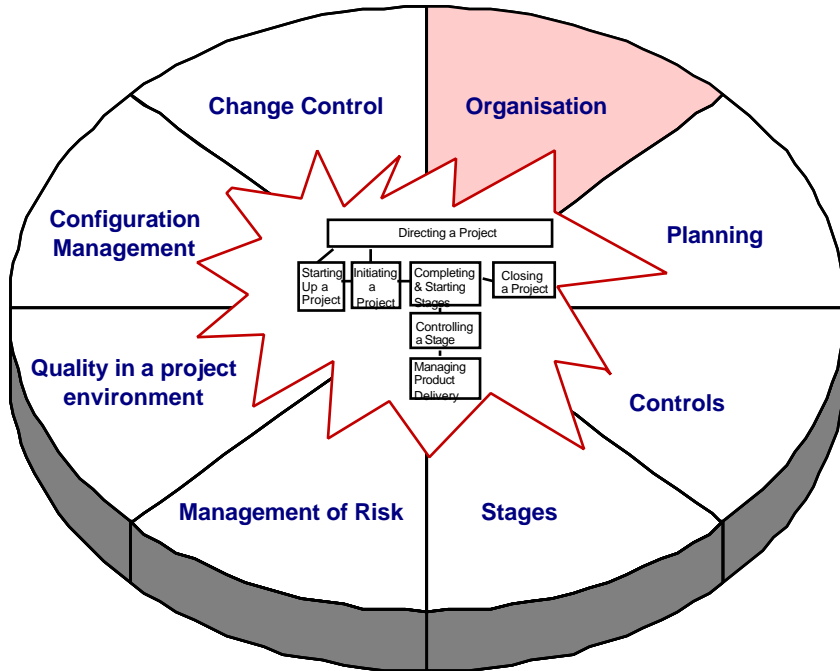 Change Control
Organisation
Configuration
Management
Planning
Directing a Project
Starting
Up a
Project
Initiating
a
Project
Completing
& Starting
Stages
Closing
a Project
Controlling
a Stage
Managing
Product
Delivery
Quality in a project
environment
Controls
Management of Risk
Stages